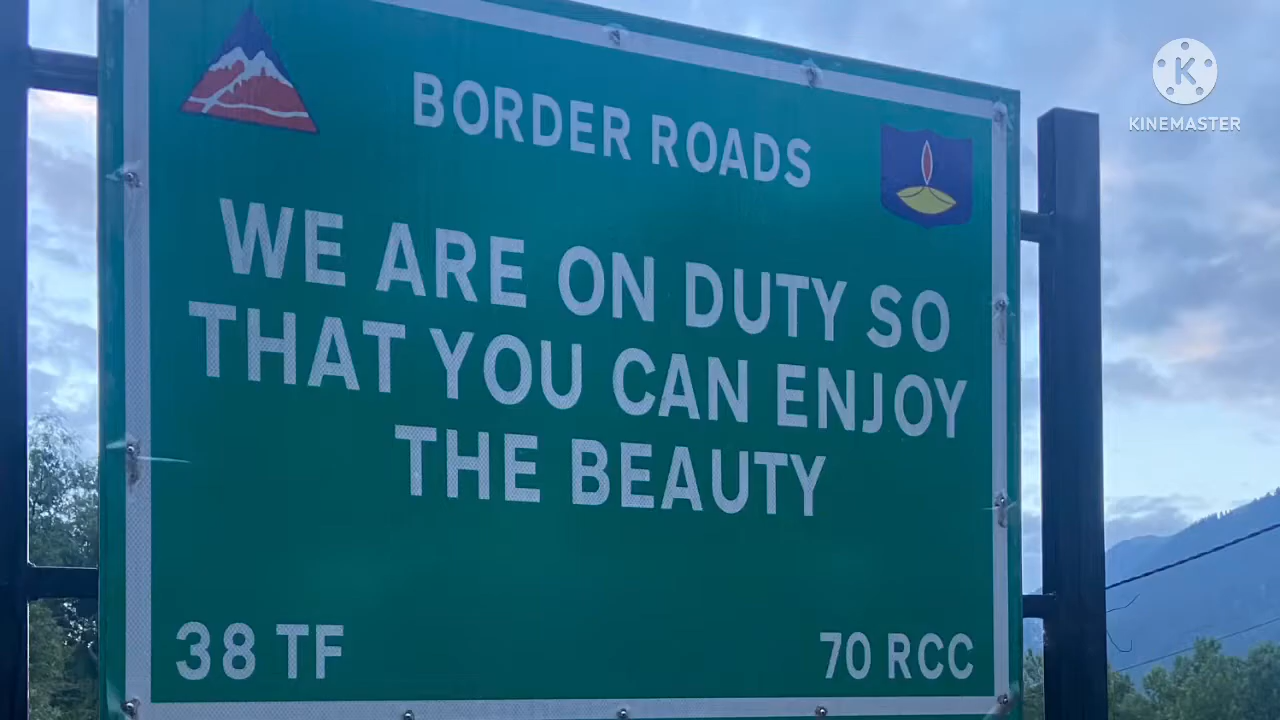 BORDER ROADS
WE ARE ON DUTY SO
THAT YOU CAN ENJOY
THE BEAUTY
38 TF
70 RCC
K
KINEMASTER